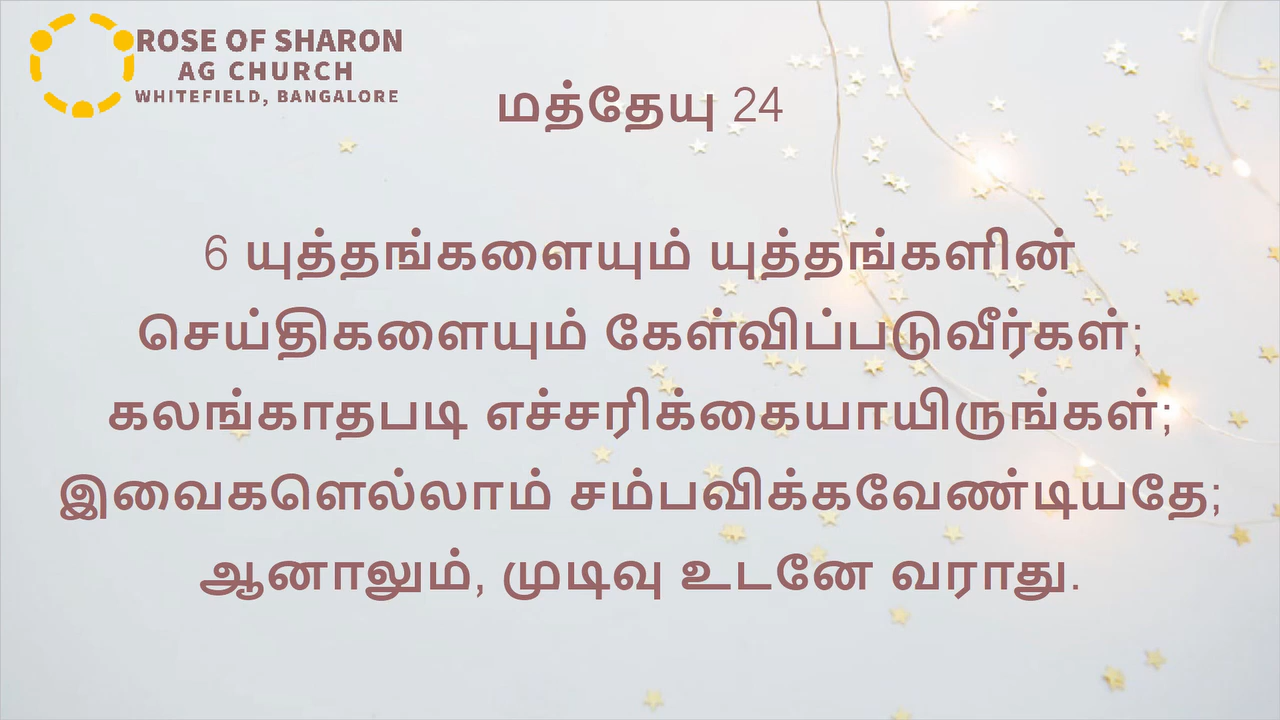 ROSE OF SHARON
AG CHURCH
WHITEFIELD, BANGALORE
மத்தேயு 24
6 யுத்தங்களையும் யுத்தங்களின்
செய்திகளையும் கேள்விப்படுவீர்கள்;
கலங்காதபடி எச்சரிக்கையாயிருங்கள்;
இவைகளெல்லாம் சம்பவிக்கவேண்டியதே;
ஆனாலும், முடிவு உடனே வராது.